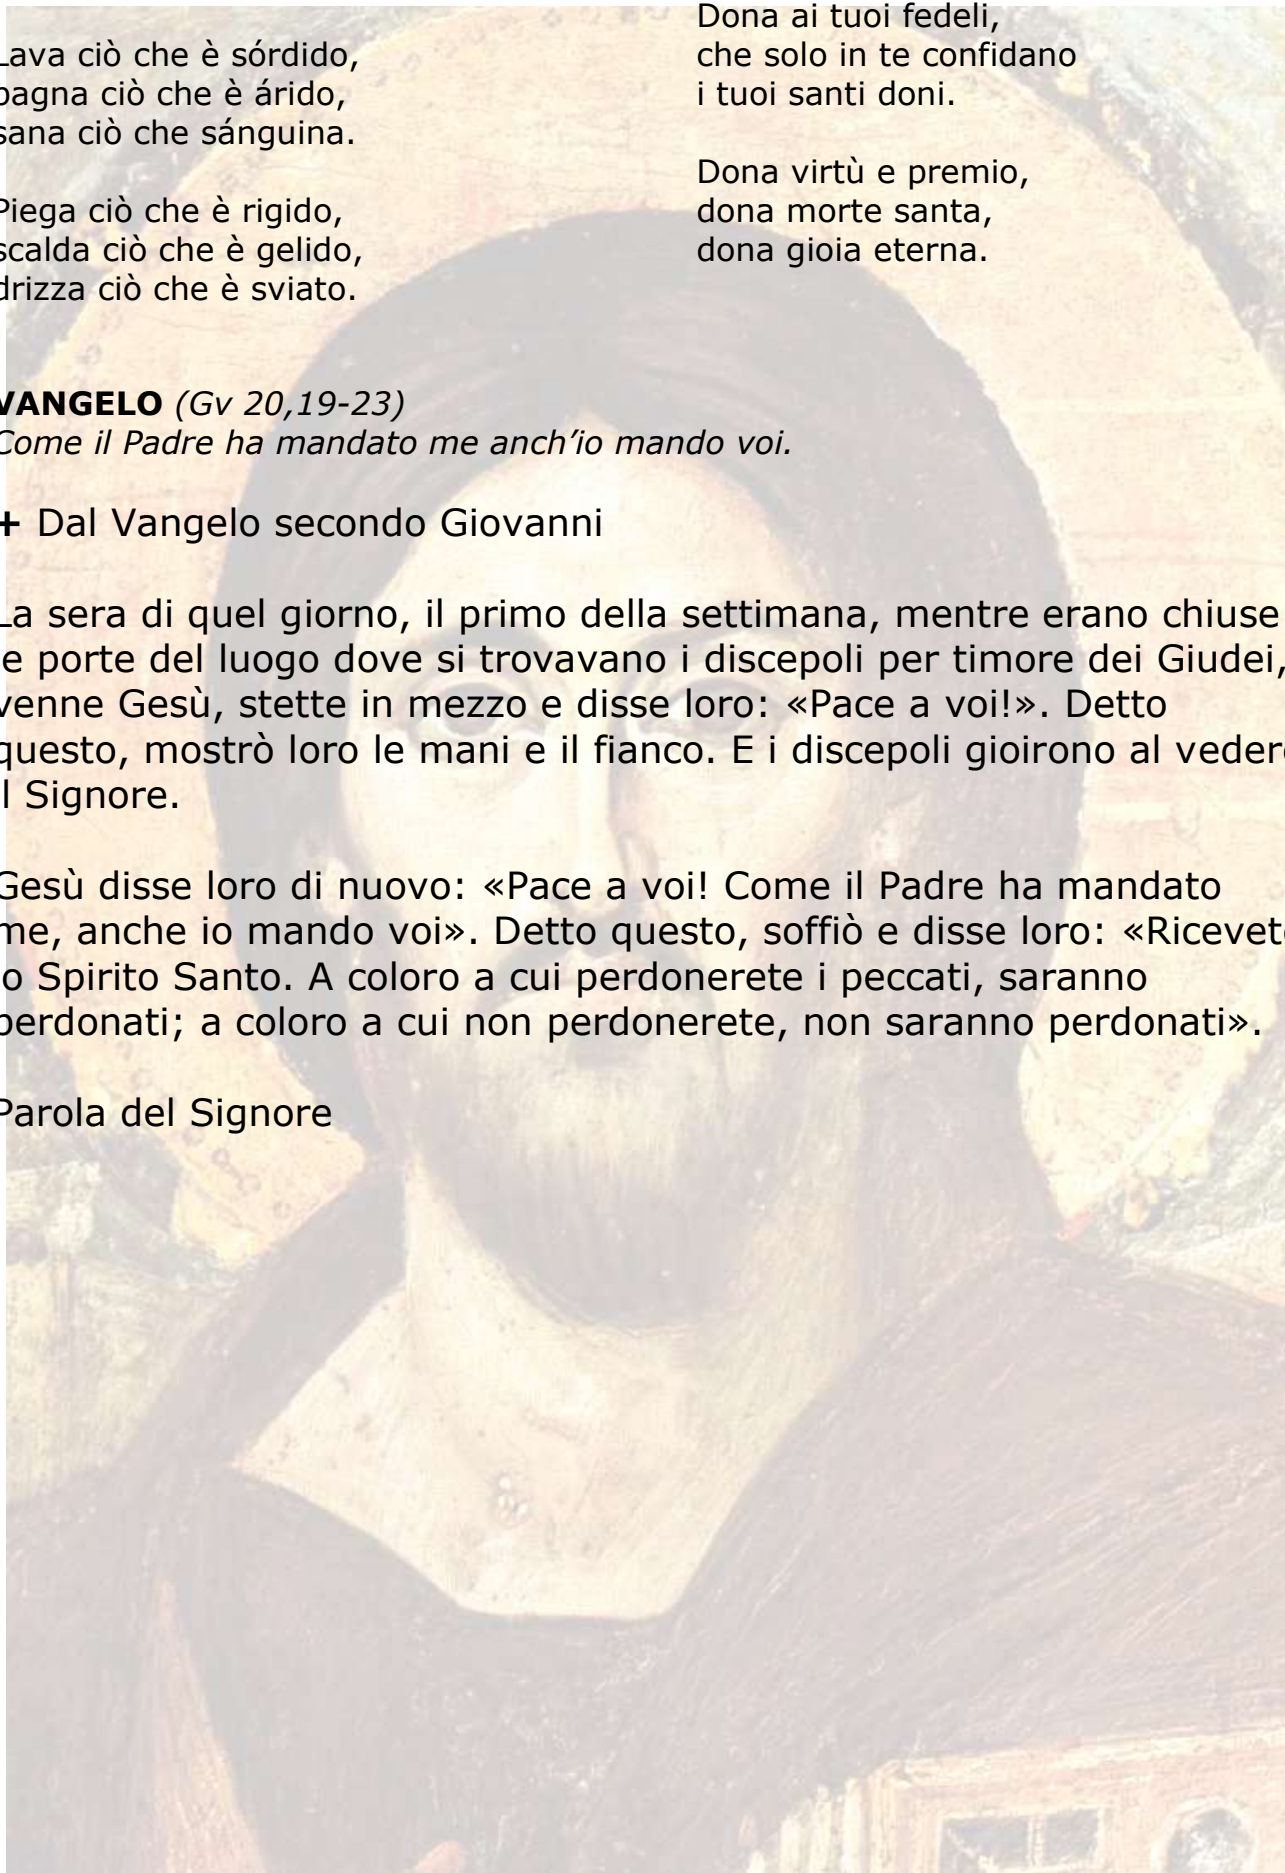 Lava ciò che è sórdido,
bagna ciò che è árido,
sana ciò che sánguina.
Piega ciò che è rigido,
scalda ciò che è gelido,
drizza ciò che è sviato.
Dona ai tuoi fedeli,
che solo in te confidano
i tuoi santi doni.
Dona virtù e premio,
dona morte santa,
dona gioia eterna.
VANGELO (Gv 20,19-23)
Come il Padre ha mandato me anch’io mando voi.
+ Dal Vangelo secondo Giovanni
La sera di quel giorno, il primo della settimana, mentre erano chiuse
le porte del luogo dove si trovavano i discepoli per timore dei Giudei,
venne Gesù, stette in mezzo e disse loro: «Pace a voi!». Detto
questo, mostrò loro le mani e il fianco. E i discepoli gioirono al vedere
il Signore.
Gesù disse loro di nuovo: «Pace a voi! Come il Padre ha mandato
me, anche io mando voi». Detto questo, soffiò e disse loro: «Ricevete
lo Spirito Santo. A coloro a cui perdonerete i peccati, saranno
perdonati; a coloro a cui non perdonerete, non saranno perdonati».
Parola del Signore